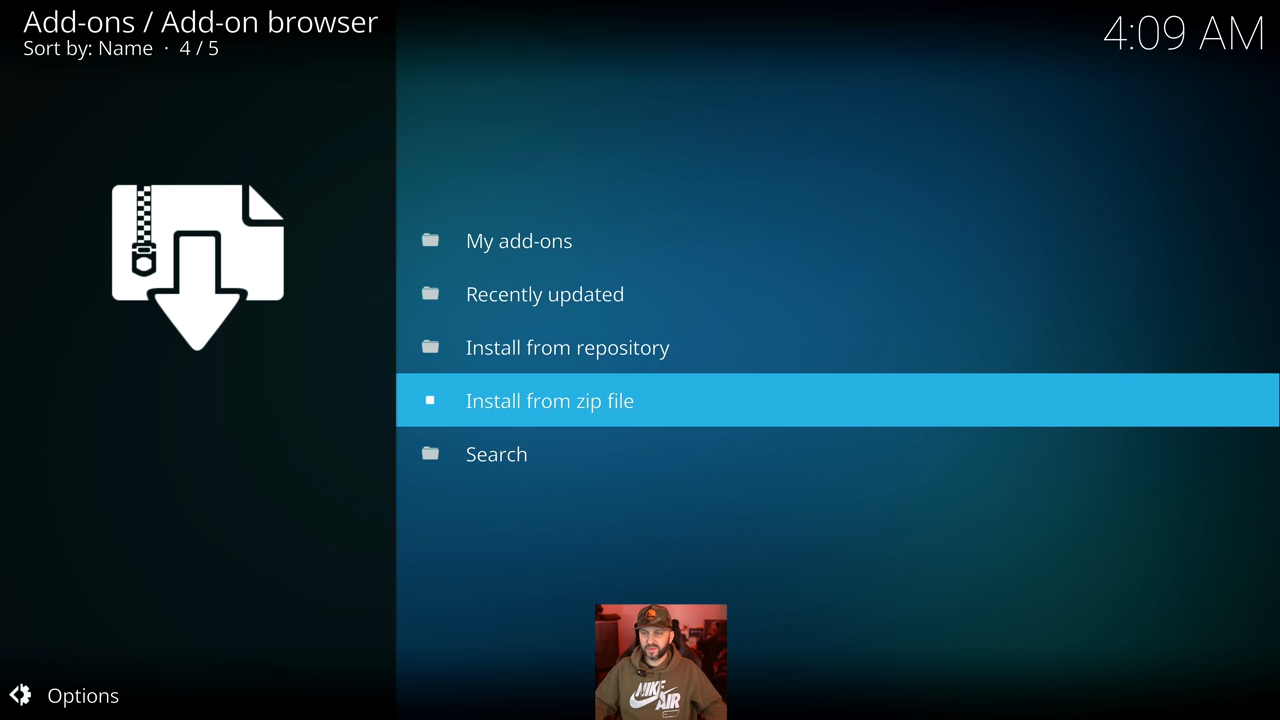 Add-ons / Add-on browser
Sort by: Name · 4 / 5
4:09 AM
My add-ons
Recently updated
Install from repository
Install from zip file
Search
NIKE
AIR
Options